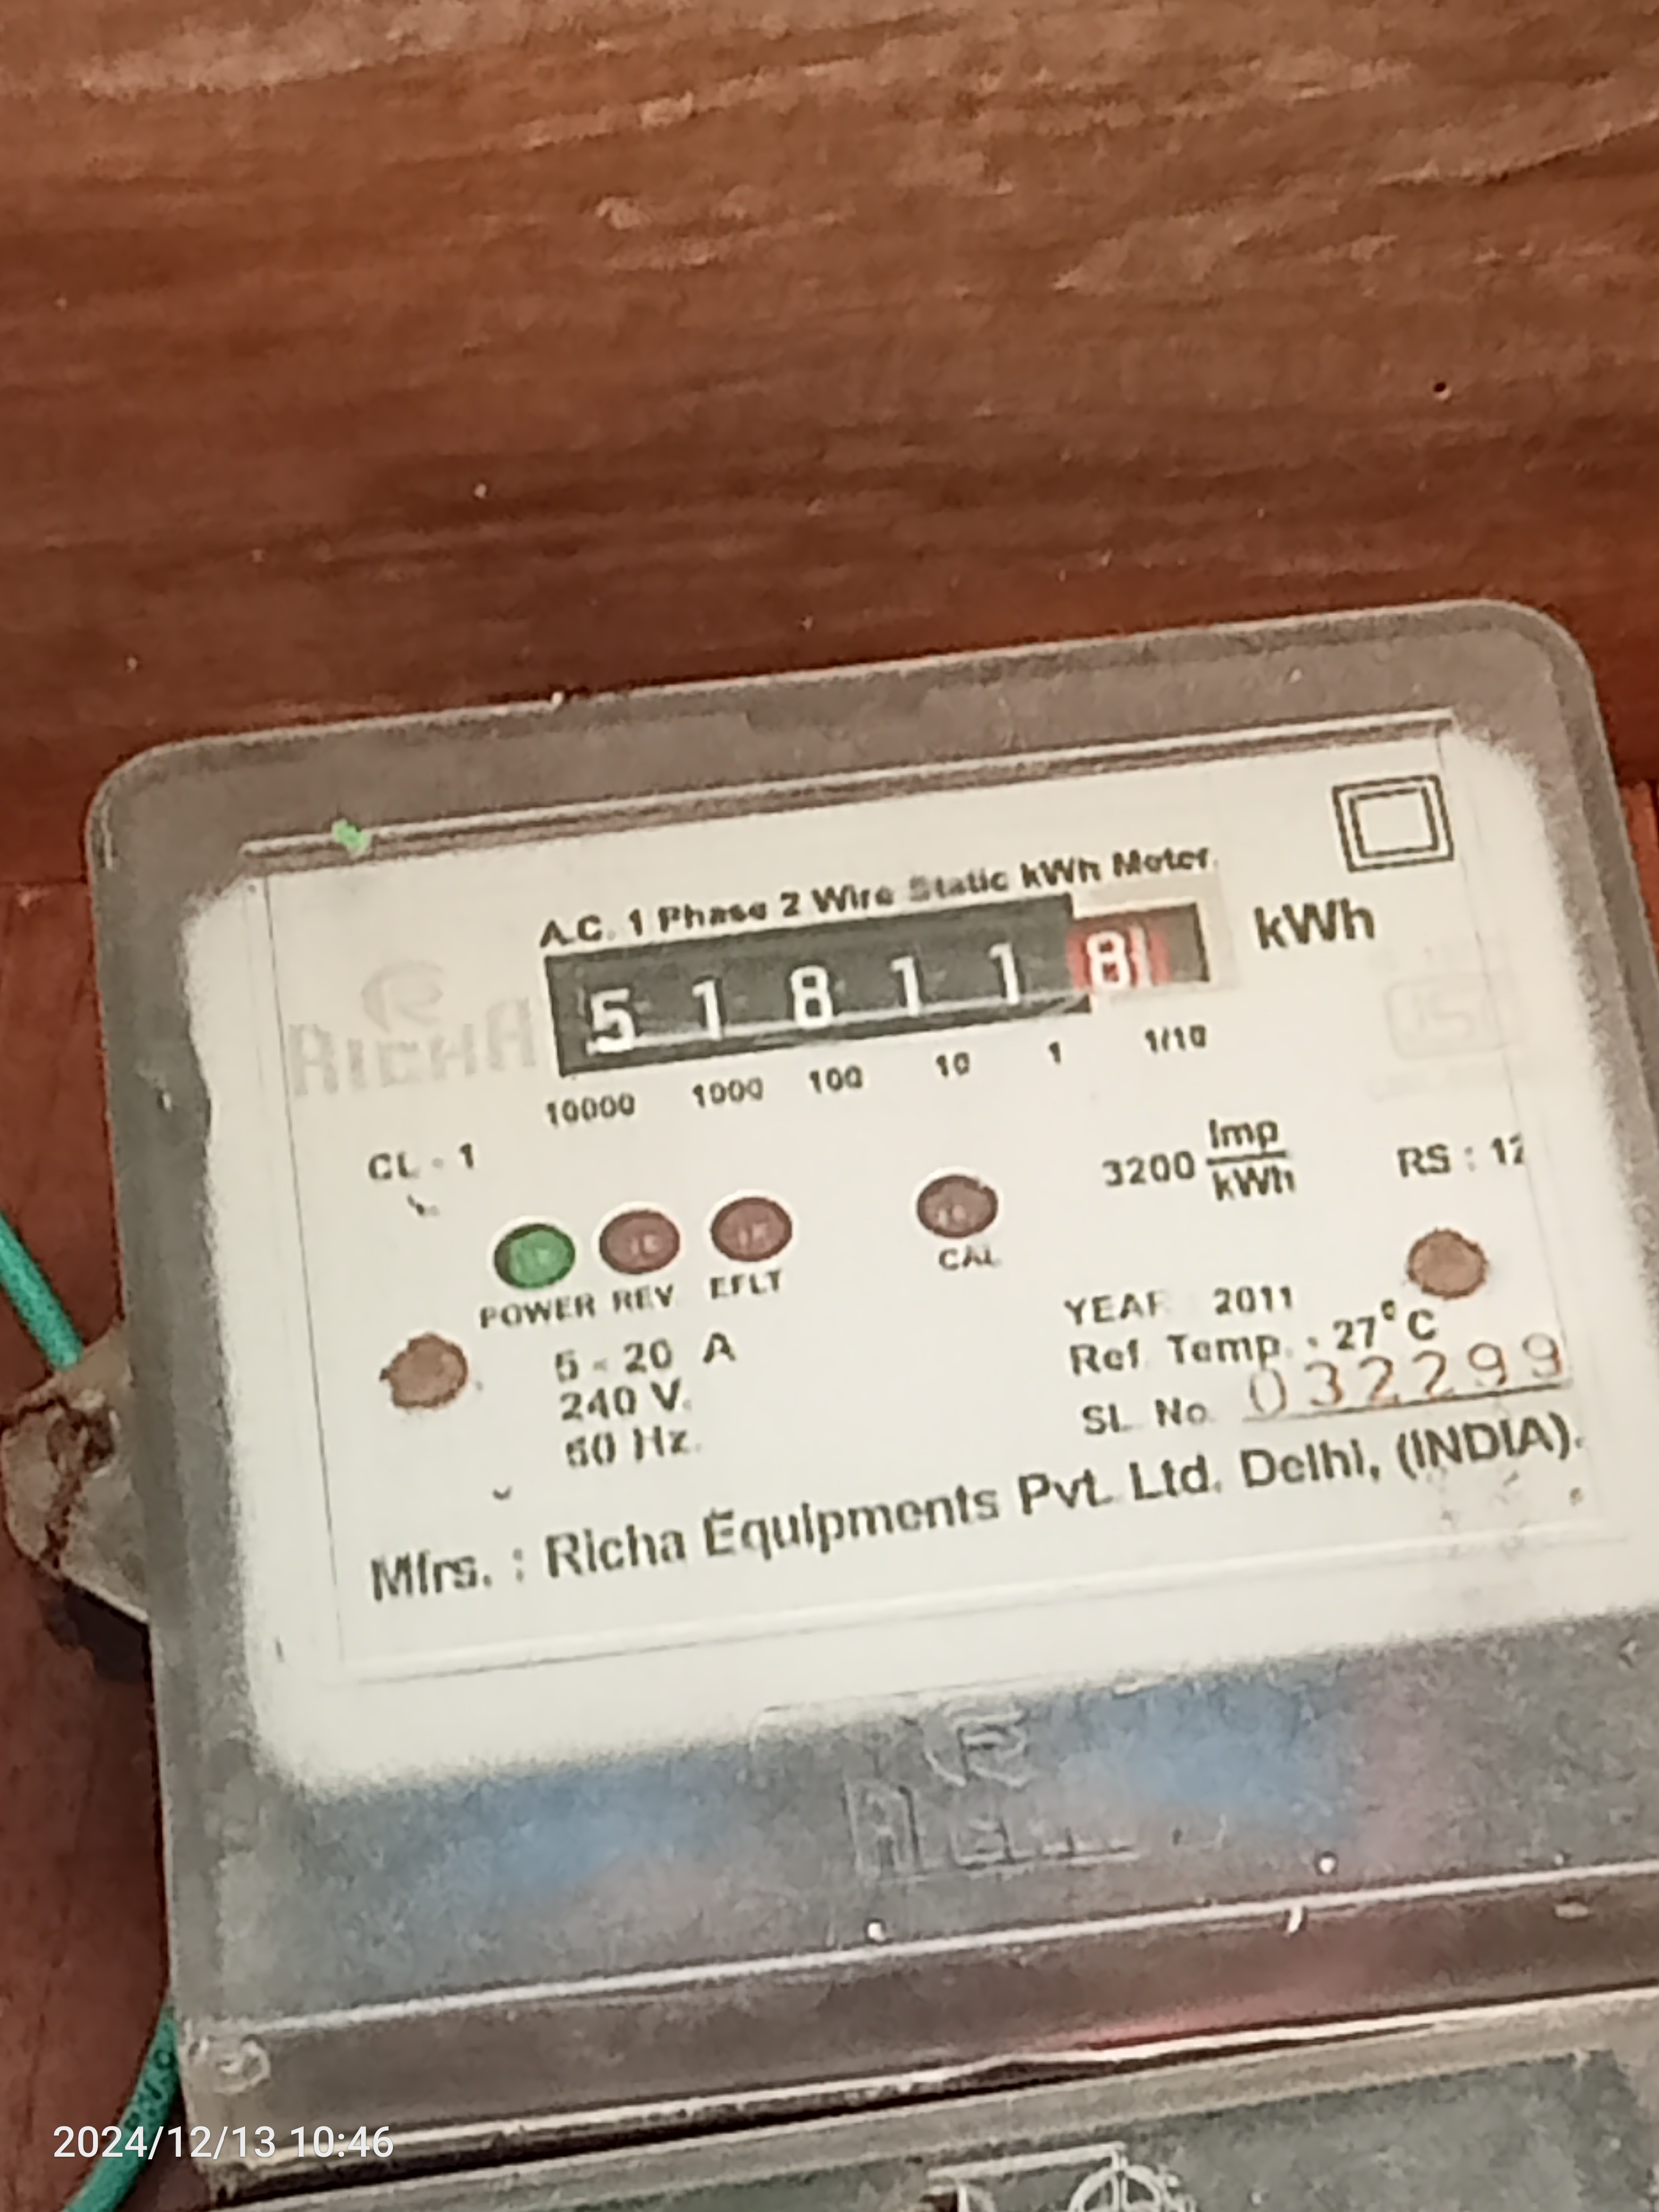 A.C. 1 Phase 2 Wire Static kWh Meter.
5 1 8 1 1 8 kWh
RICHA
10000 1000 100 10 1 1/10
ISI
CL - 1
3200 Imp/kWh
RS : 12
POWER REV EFLT
CAL
YEAR 2011
5 - 20 A
Ref. Temp. : 27°C
240 V.
SL. No. 032299
50 Hz.
Mfrs. : Richa Equipments Pvt. Ltd. Delhi, (INDIA).
2024/12/13 10:46